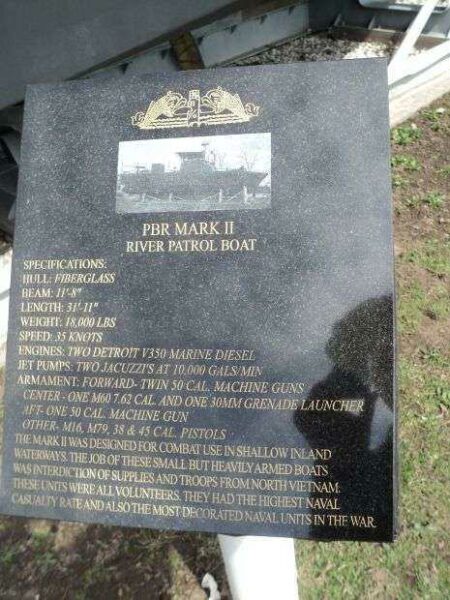 PBR MARK II
RIVER PATROL BOAT
SPECIFICATIONS:
HULL: FIBERGLASS
BEAM: 11'-8"
LENGTH: 31'-11"
WEIGHT: 18,000 LBS
SPEED: 35 KNOTS
ENGINES: TWO DETROIT V350 MARINE DIESEL
JET PUMPS: TWO JACUZZI'S AT 10,000 GALS/MIN
ARMAMENT: FORWARD- TWIN 50 CAL. MACHINE GUNS
CENTER - ONE M60 7.62 CAL. AND ONE 30MM GRENADE LAUNCHER
AFT- ONE 50 CAL. MACHINE GUN
OTHER- M16, M79, 38 & 45 CAL. PISTOLS
THE MARK II WAS DESIGNED FOR COMBAT USE IN SHALLOW INLAND
WATERWAYS. THE JOB OF THESE SMALL BUT HEAVILY ARMED BOATS
WAS INTERDICTION OF SUPPLIES AND TROOPS FROM NORTH VIETNAM.
THESE UNITS WERE ALL VOLUNTEERS. THEY HAD THE HIGHEST NAVAL
CASUALTY RATE AND ALSO THE MOST DECORATED NAVAL UNITS IN THE WAR.